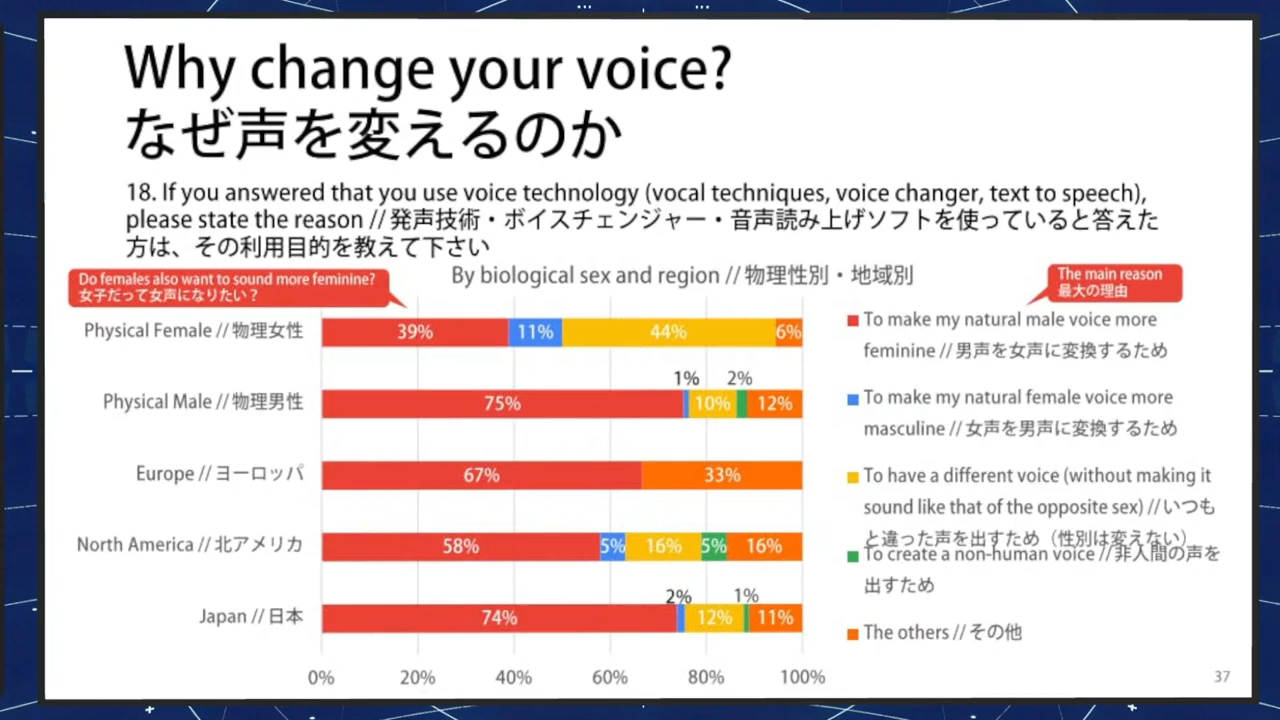 Why change your voice?
なぜ声を変えるのか
18. If you answered that you use voice technology (vocal techniques, voice changer, text to speech),
please state the reason // 発声技術・ボイスチェンジャー・音声読み上げソフトを使っていると答えた
方は、その利用目的を教えて下さい
Do females also want to sound more feminine?
女子だって女声になりたい？
By biological sex and region // 物理性別・地域別
The main reason
最大の理由
Physical Female // 物理女性
39% 11% 44% 6%
1% 2%
Physical Male // 物理男性
75% 10% 12%
Europe // ヨーロッパ
67% 33%
North America // 北アメリカ
58% 5% 16% 5% 16%
2% 1%
Japan // 日本
74% 12% 11%
0% 20% 40% 60% 80% 100%
To make my natural male voice more
feminine // 男声を女声に変換するため
To make my natural female voice more
masculine // 女声を男声に変換するため
To have a different voice (without making it
sound like that of the opposite sex) // いつも
と違った声を出すため（性別は変えない）
To create a non-human voice // 非人間の声を
出すため
The others // その他
37